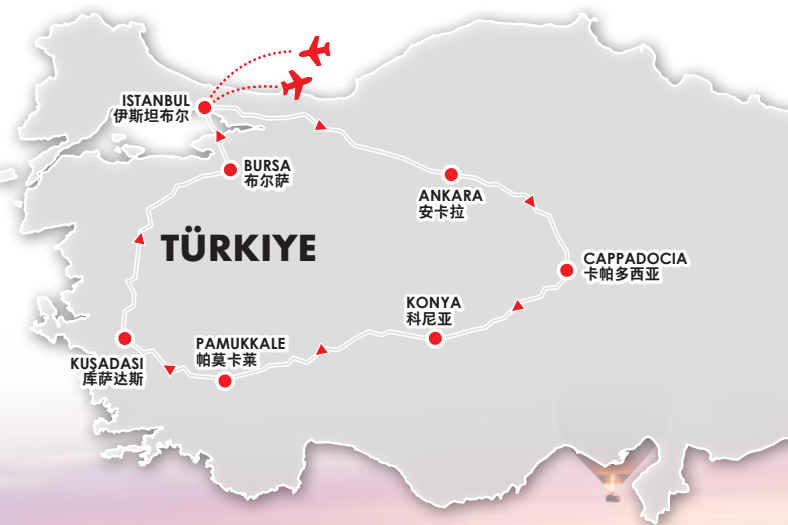 ISTANBUL
伊斯坦布尔
BURSA
布尔萨
ANKARA
安卡拉
TÜRKIYE
CAPPADOCIA
卡帕多西亚
KONYA
科尼亚
PAMUKKALE
帕莫卡莱
KUŞADASI
库萨达斯